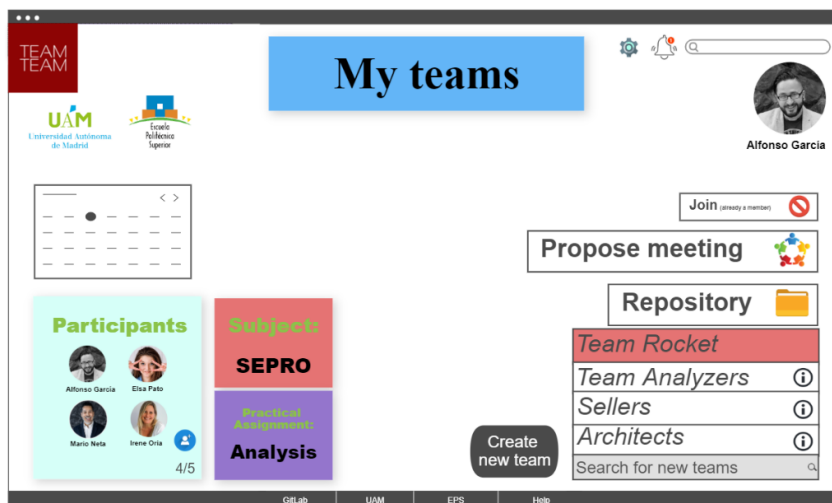 TEAM
TEAM
My teams
UAM
Universidad Autónoma
de Madrid
Escuela
Politécnica
Superior
Alfonso Garcia
Join (already a member)
Propose meeting
Repository
Participants
Alfonso García
Elsa Pato
Mario Neta
Irene Oria
4/5
Subject:
SEPRO
Practical
Assignment:
Analysis
Team Rocket
Team Analyzers
Sellers
Architects
Search for new teams
Create
new team
GitLab
UAM
EPS
Help